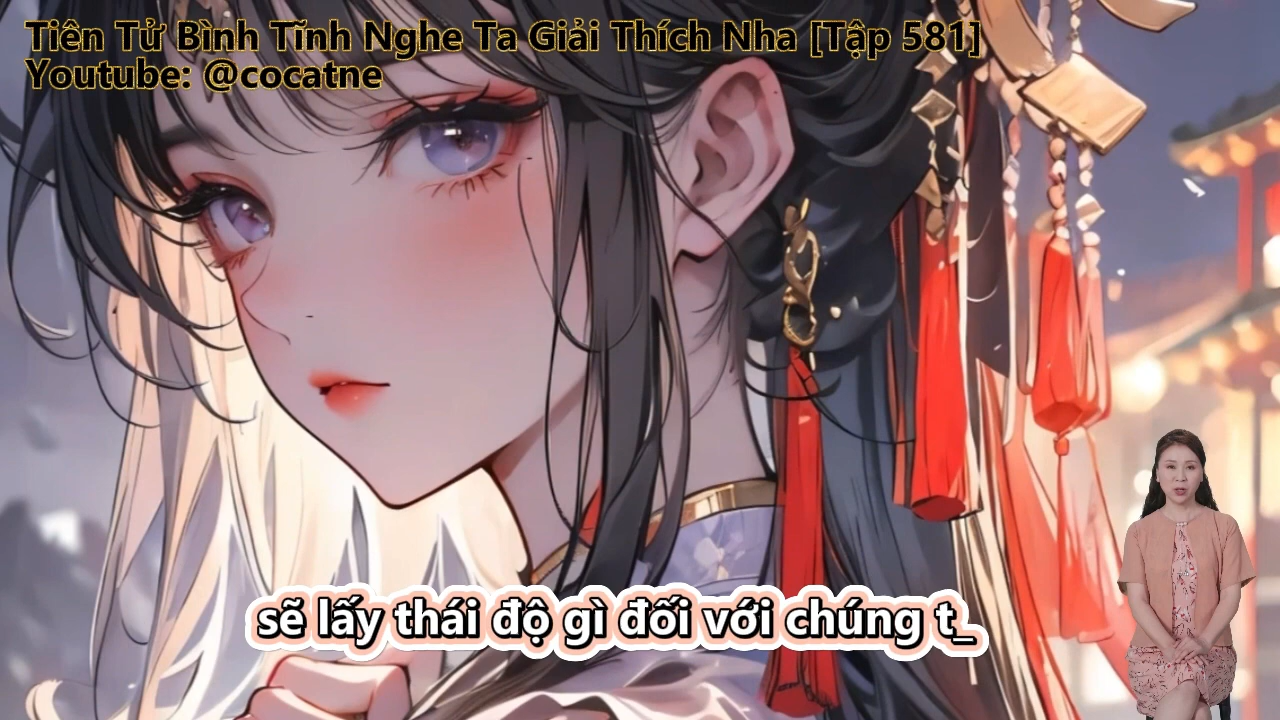 Tiên Tử Bình Tĩnh Nghe Ta Giải Thích Nha [Tập 581]
Youtube: @cocatne
sẽ lấy thái độ gì đối với chúng t_